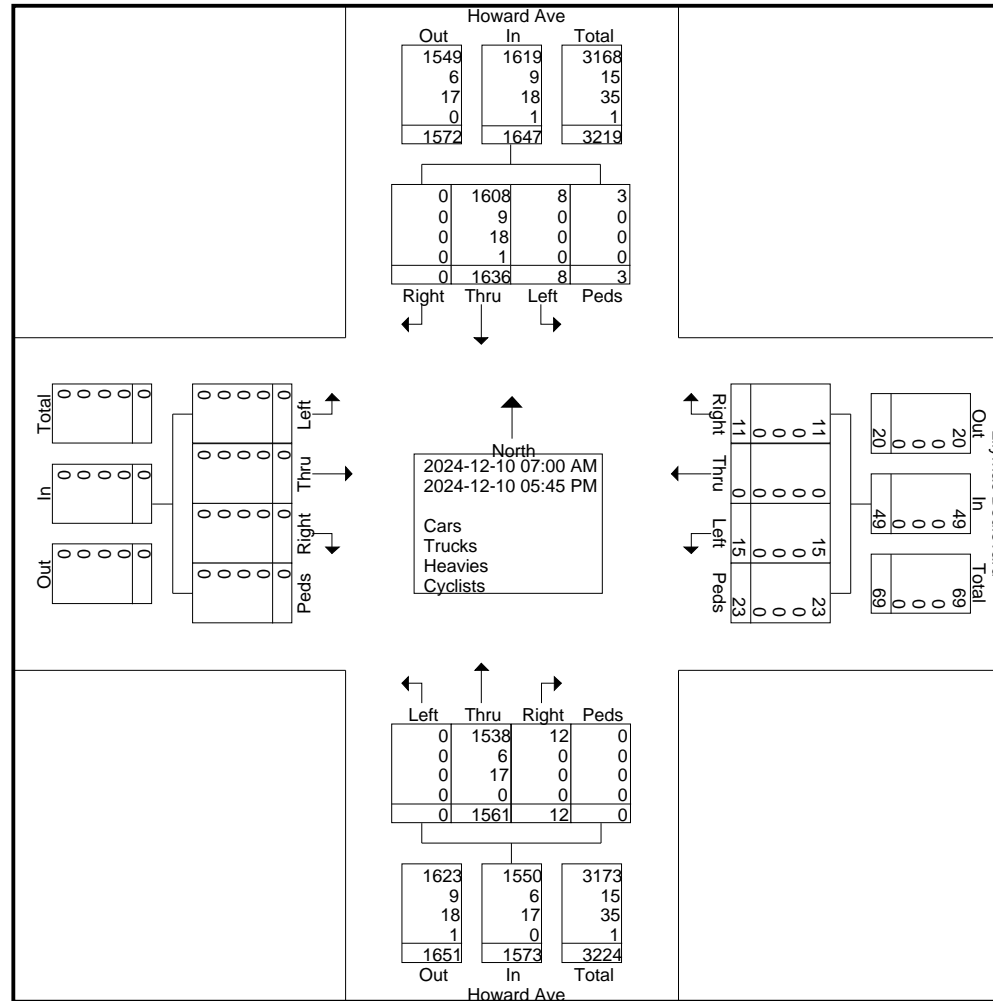 Howard Ave
Out In Total
1549 1619 3168
6 9 15
17 18 35
0 1 1
1572 1647 3219
0 1608 8 3
0 9 0 0
0 18 0 0
0 1 0 0
0 1636 8 3
Right Thru Left Peds
Total
0 0 0 0 0
In
0 0 0 0 0
Out
0 0 0 0 0
0 0 0 0 0
Left
0 0 0 0 0
Thru
0 0 0 0 0
Right
0 0 0 0 0
Peds
North
2024-12-10 07:00 AM
2024-12-10 05:45 PM
Cars
Trucks
Heavies
Cyclists
Right
11 0 0 0 11
Thru
0 0 0 0 0
Left
15 0 0 0 15
Peds
23 0 0 0 23
Out
20 0 0 0 20
In
49 0 0 0 49
Total
69 0 0 0 69
Left Thru Right Peds
0 1538 12 0
0 6 0 0
0 17 0 0
0 0 0 0
0 1561 12 0
1623 1550 3173
9 6 15
18 17 35
1 0 1
1651 1573 3224
Out In Total
Howard Ave